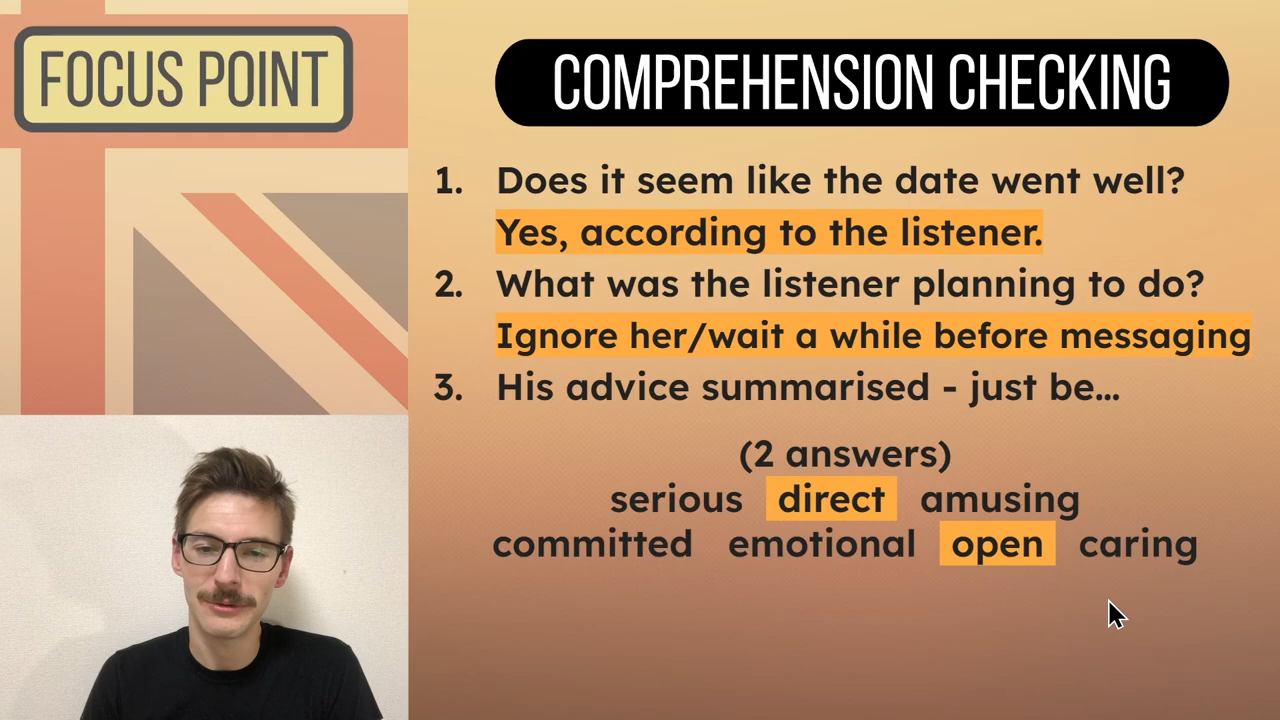 FOCUS POINT
COMPREHENSION CHECKING
1. Does it seem like the date went well?
Yes, according to the listener.
2. What was the listener planning to do?
Ignore her/wait a while before messaging
3. His advice summarised - just be...
(2 answers)
serious direct amusing
committed emotional open caring